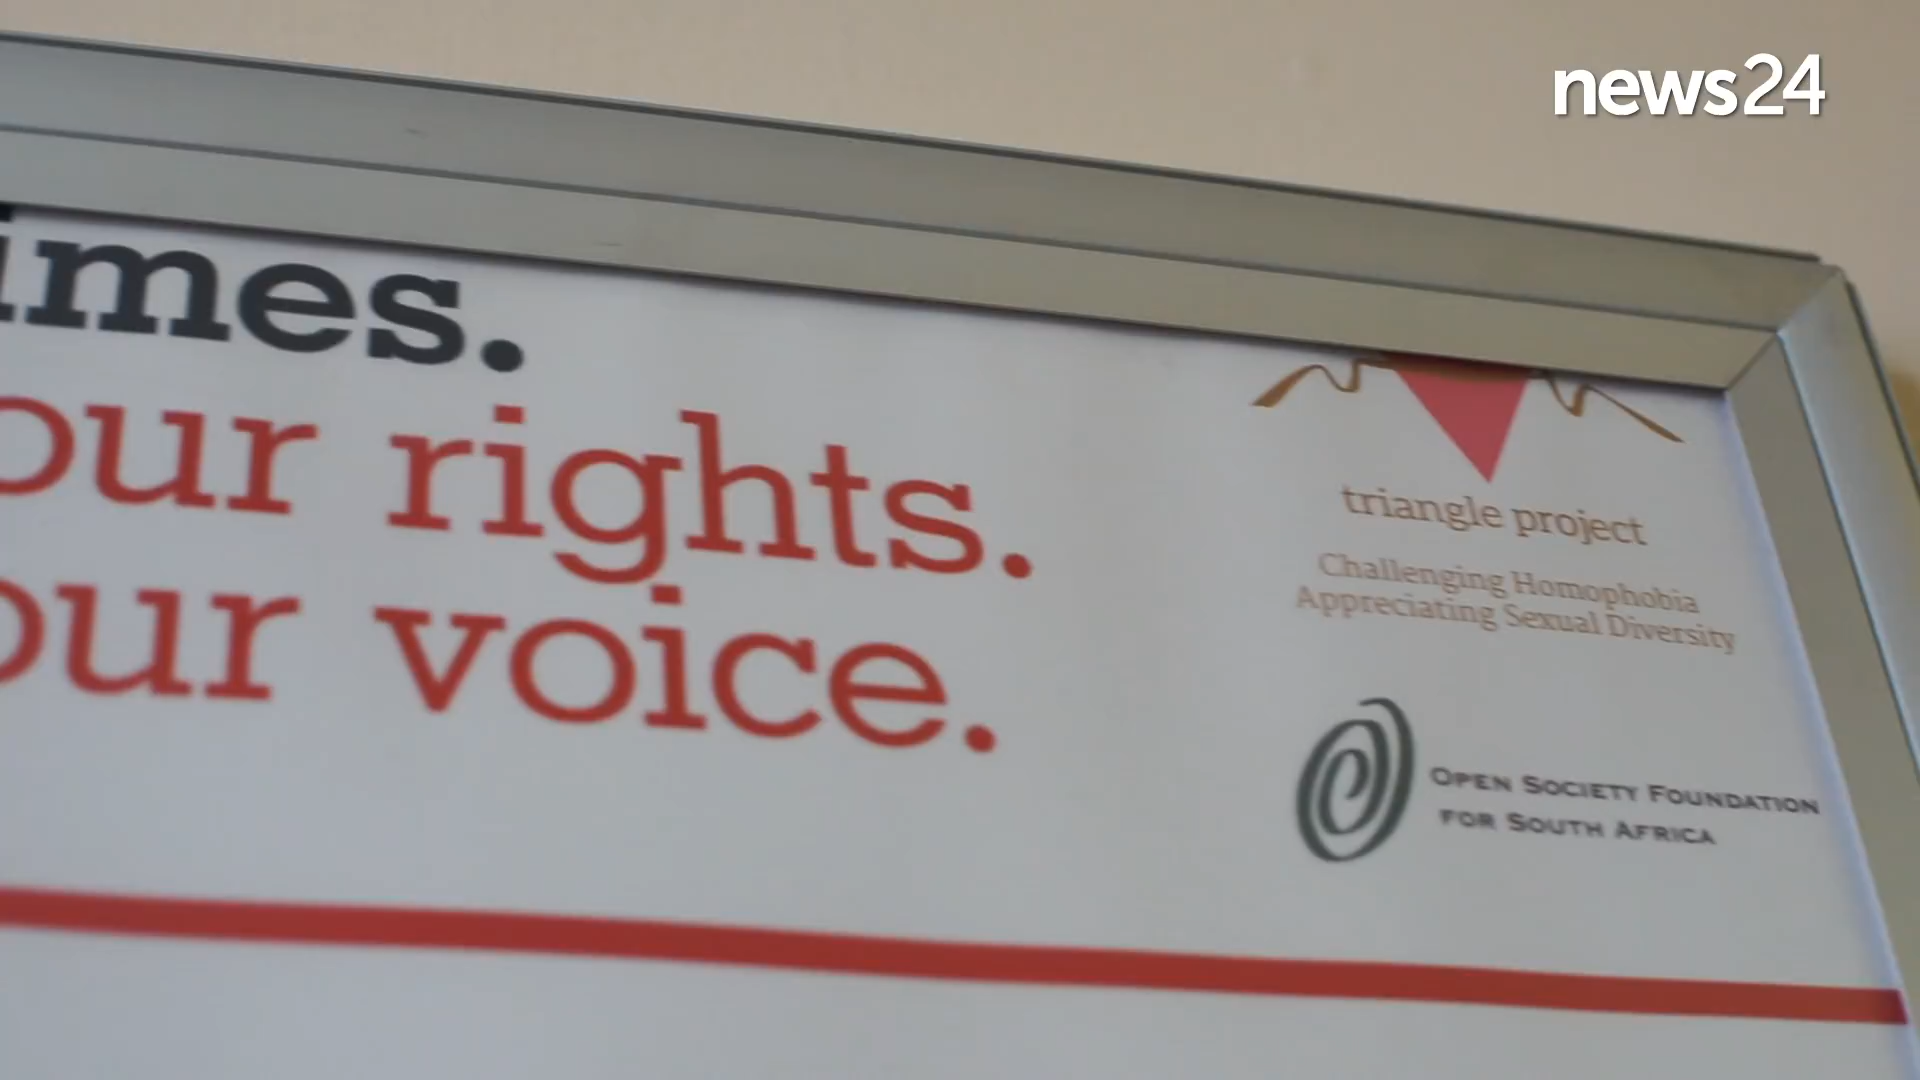 news24
imes.
our rights.
our voice.
triangle project
Challenging Homophobia
Appreciating Sexual Diversity
OPEN SOCIETY FOUNDATION
FOR SOUTH AFRICA